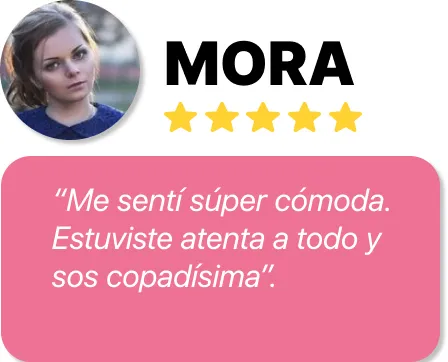 MORA
“Me sentí súper cómoda.
Estuviste atenta a todo y
sos copadísima”.